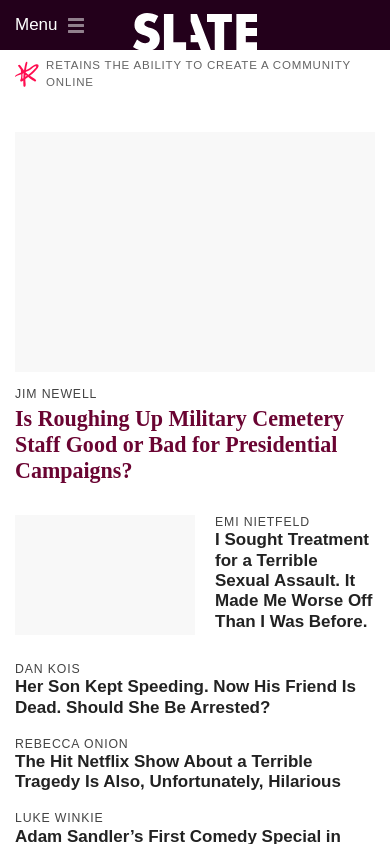 Menu
SLATE
RETAINS THE ABILITY TO CREATE A COMMUNITY
ONLINE
JIM NEWELL
Is Roughing Up Military Cemetery
Staff Good or Bad for Presidential
Campaigns?
EMI NIETFELD
I Sought Treatment
for a Terrible
Sexual Assault. It
Made Me Worse Off
Than I Was Before.
DAN KOIS
Her Son Kept Speeding. Now His Friend Is
Dead. Should She Be Arrested?
REBECCA ONION
The Hit Netflix Show About a Terrible
Tragedy Is Also, Unfortunately, Hilarious
LUKE WINKIE
Adam Sandler’s First Comedy Special in